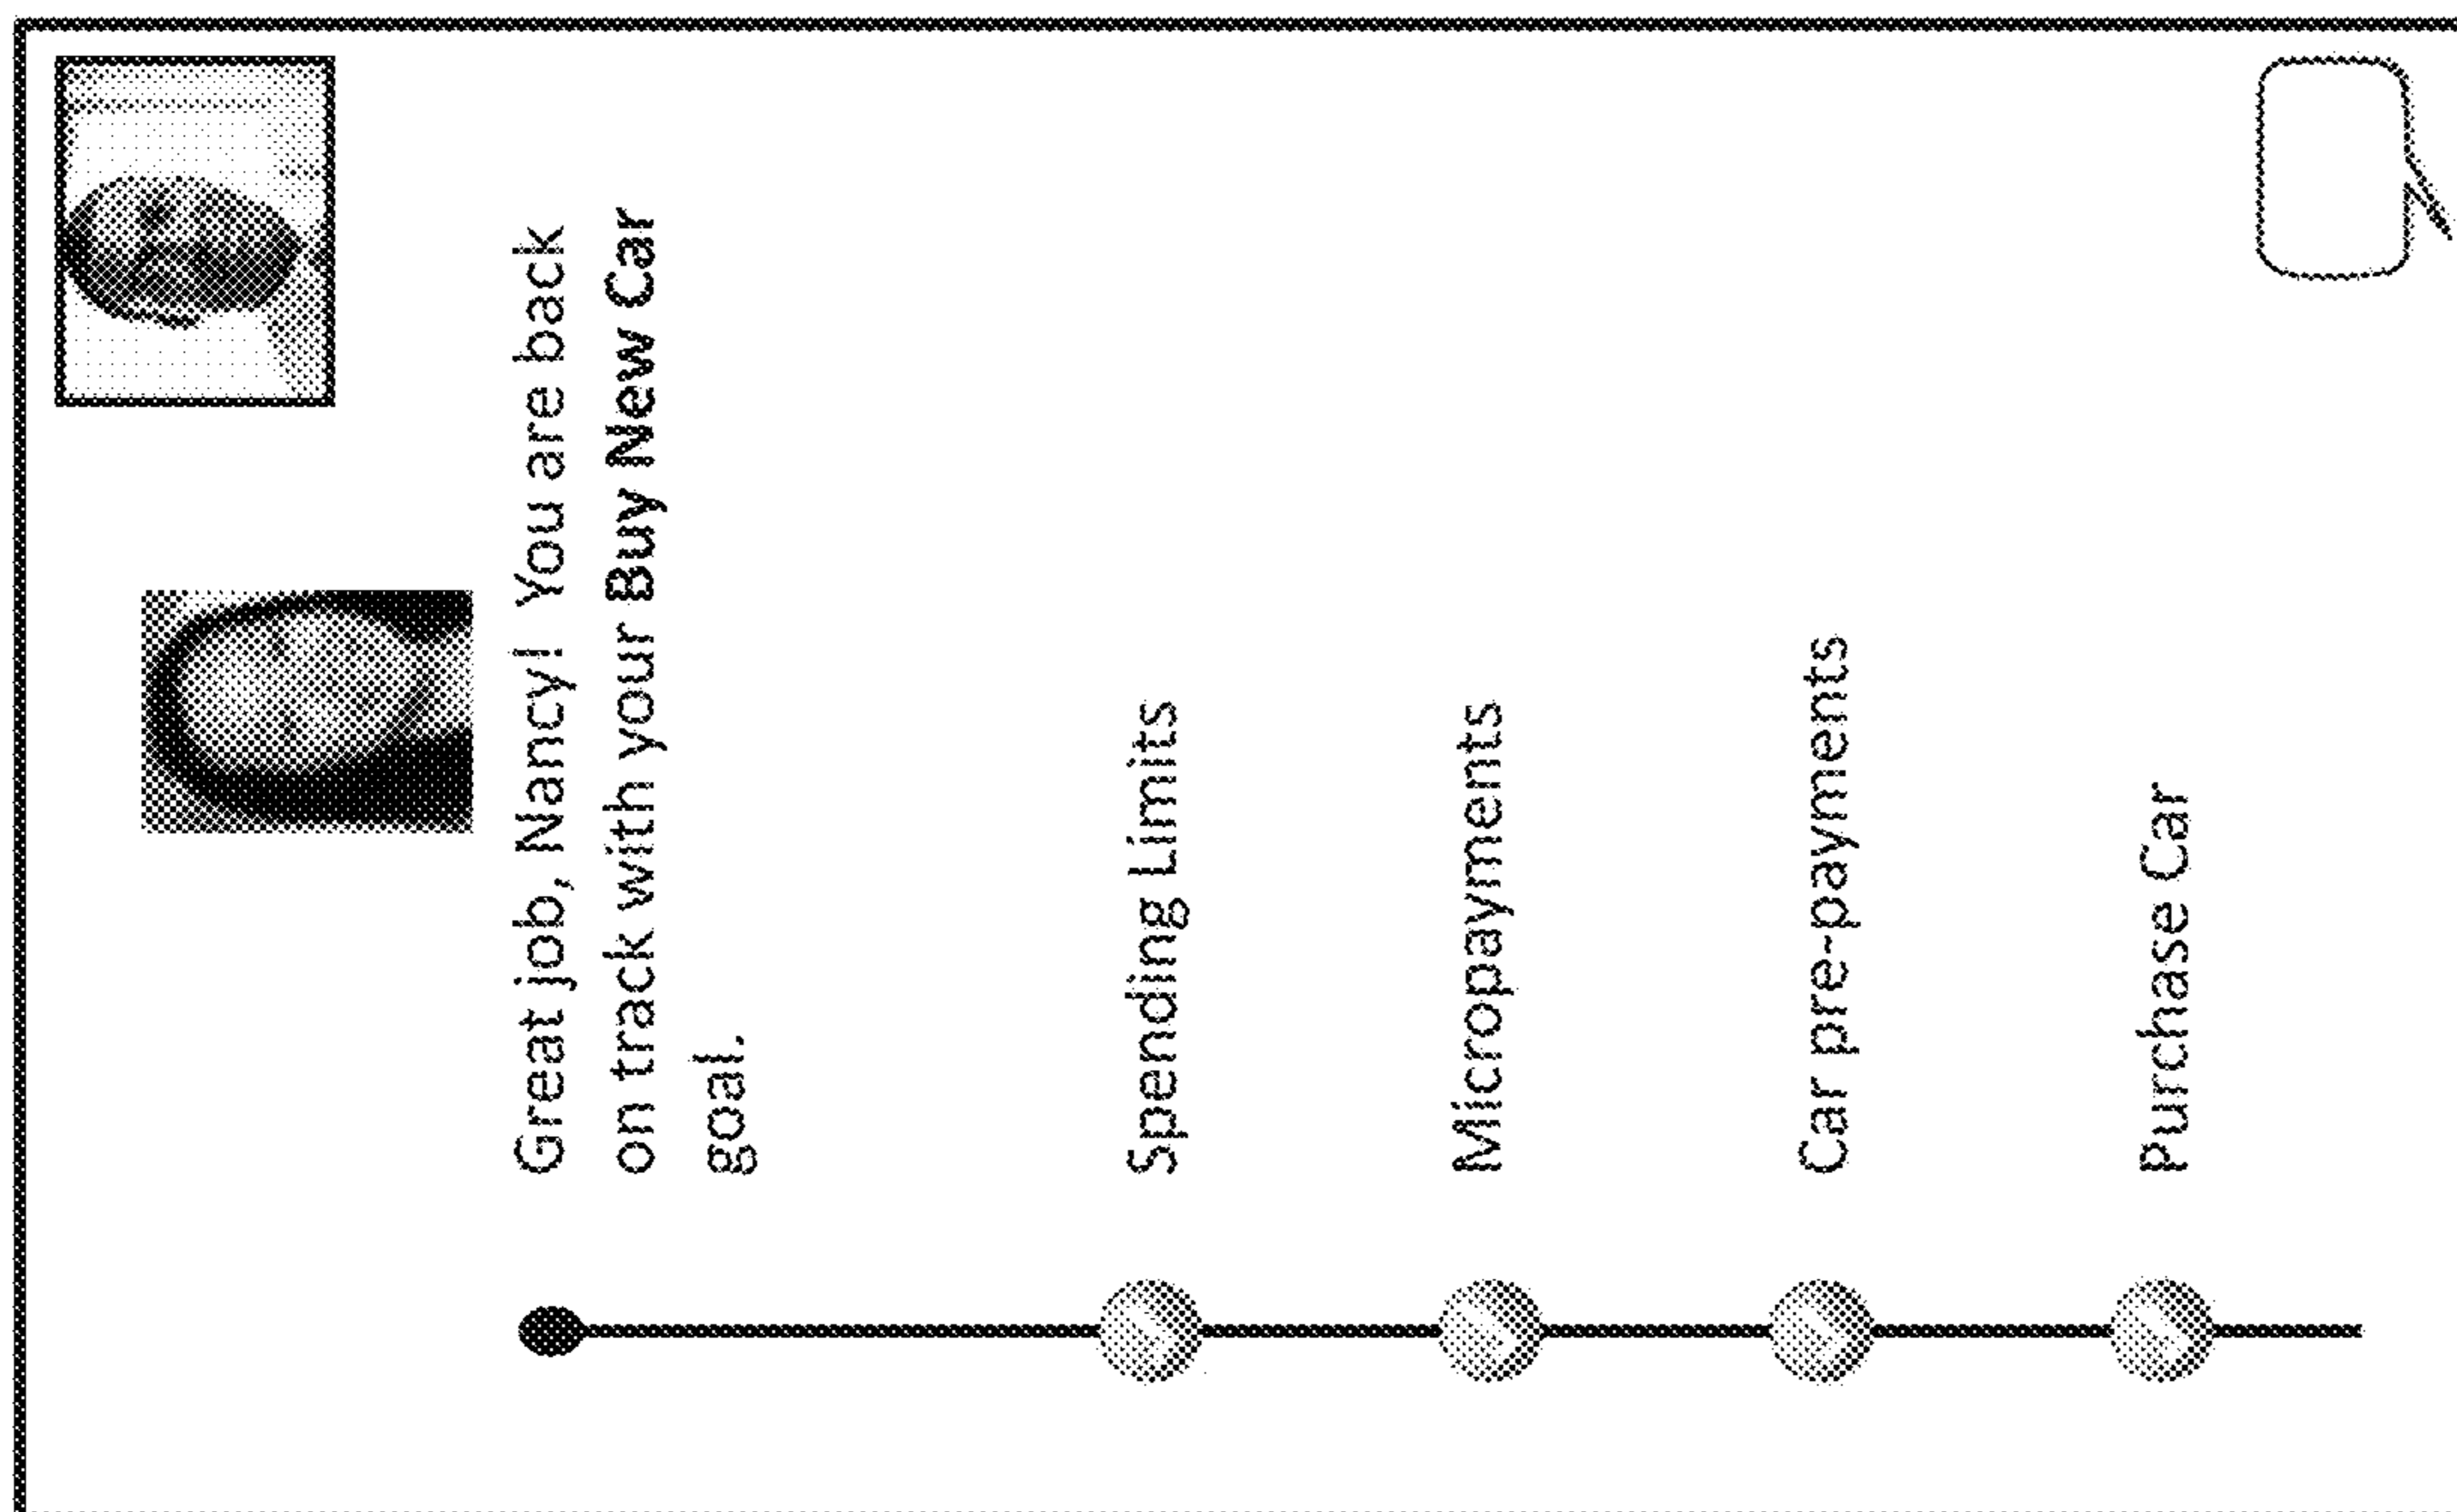 Great job, Nancy! You are back
on track with your Buy New Car
goal.
Spending Limits
Micropayments
Car pre-payments
Purchase Car